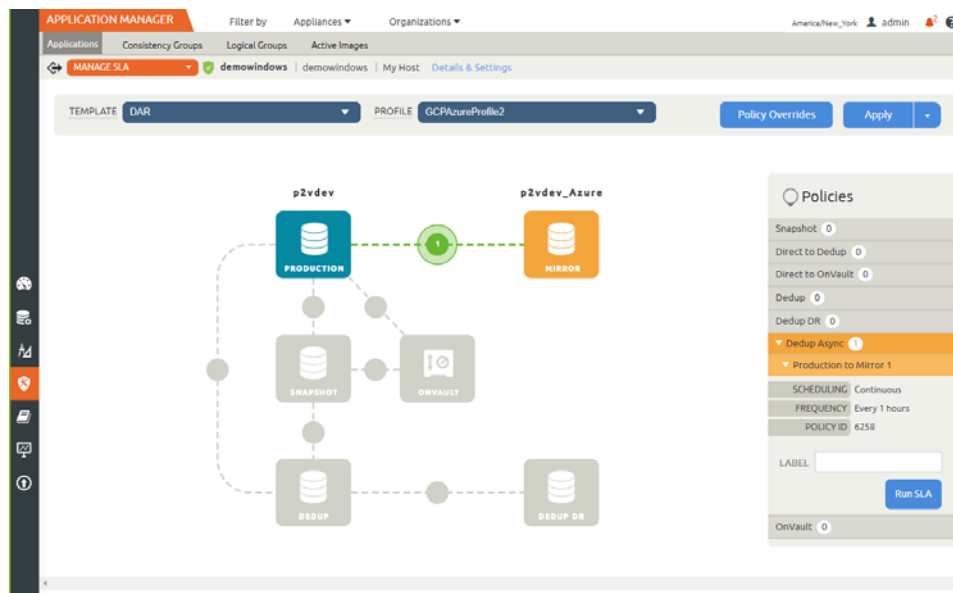 APPLICATION MANAGER Filter by Appliances Organizations America/New_York admin 2
Applications Consistency Groups Logical Groups Active Images
MANAGE SLA demowindows | demowindows | My Host Details & Settings
TEMPLATE DAR PROFILE GCPAzureProfile2 Policy Overrides Apply
p2vdev p2vdev_Azure
PRODUCTION 1 MIRROR
SNAPSHOT ONVAULT
DEDUP DEDUP DR
Policies
Snapshot 0
Direct to Dedup 0
Direct to OnVault 0
Dedup 0
Dedup DR 0
Dedup Async 1
Production to Mirror 1
SCHEDULING Continuous
FREQUENCY Every 1 hours
POLICY ID 6258
LABEL
Run SLA
OnVault 0